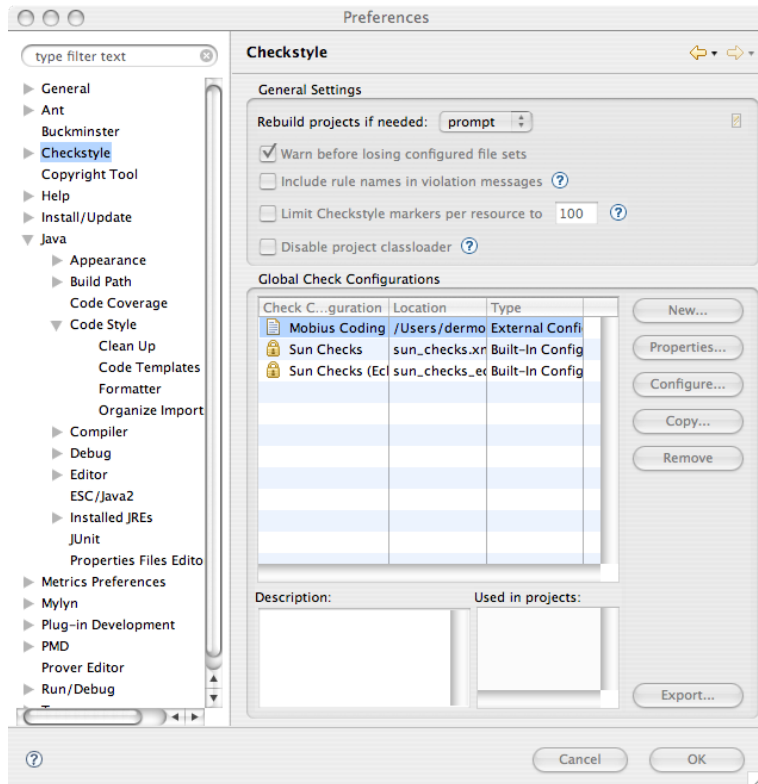 Preferences
type filter text
General
Ant
Buckminster
Checkstyle
Copyright Tool
Help
Install/Update
Java
Appearance
Build Path
Code Coverage
Code Style
Clean Up
Code Templates
Formatter
Organize Import
Compiler
Debug
Editor
ESC/Java2
Installed JREs
JUnit
Properties Files Edito
Metrics Preferences
Mylyn
Plug-in Development
PMD
Prover Editor
Run/Debug
Checkstyle
General Settings
Rebuild projects if needed: prompt
Warn before losing configured file sets
Include rule names in violation messages ?
Limit Checkstyle markers per resource to 100 ?
Disable project classloader ?
Global Check Configurations
Check C...guration Location Type
Mobius Coding /Users/dermo External Confi
Sun Checks sun_checks.xm Built-In Config
Sun Checks (Ecl sun_checks_ec Built-In Config
New...
Properties...
Configure...
Copy...
Remove
Description: Used in projects:
Export...
? Cancel OK